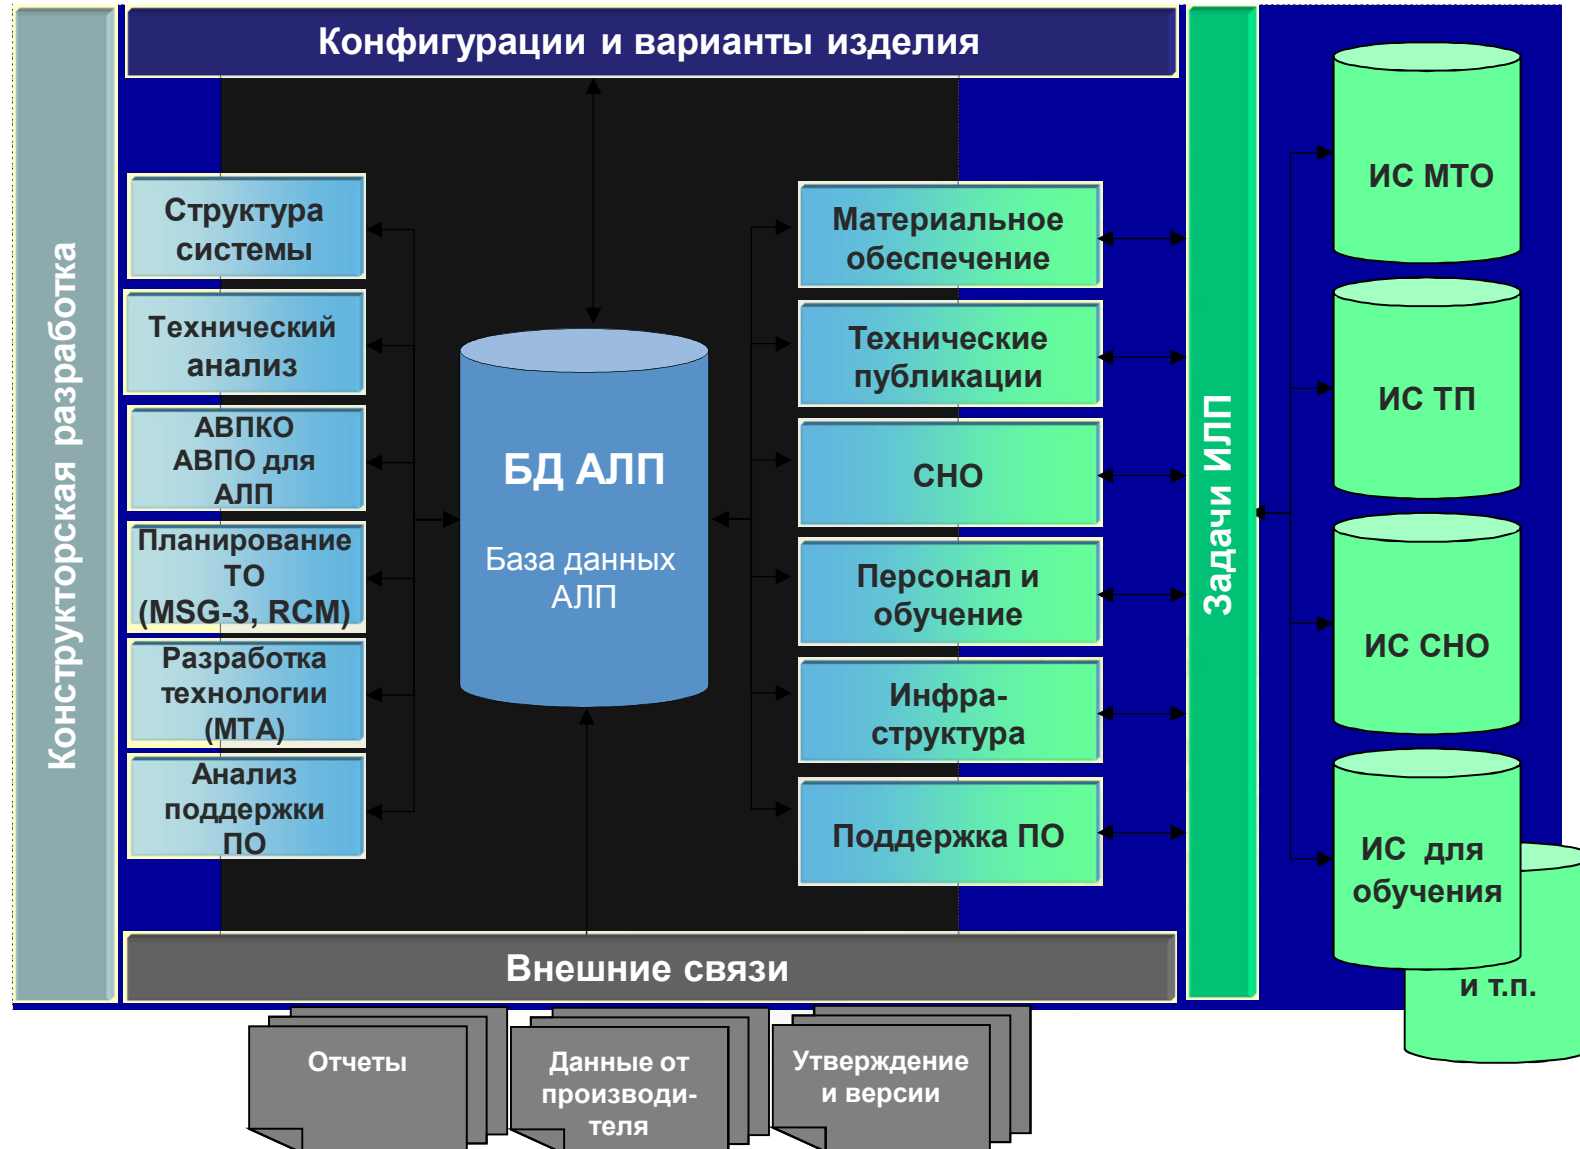 Конфигурации и варианты изделия
Конструкторская разработка
Структура
системы
Технический
анализ
АВПКО
АВПО для
АЛП
Планирование
ТО
(MSG-3, RCM)
Разработка
технологии
(МТА)
Анализ
поддержки
ПО
БД АЛП
База данных
АЛП
Материальное
обеспечение
Технические
публикации
СНО
Персонал и
обучение
Инфра-
структура
Поддержка ПО
Задачи ИЛП
ИС МТО
ИС ТП
ИС СНО
ИС для
обучения
и т.п.
Внешние связи
Отчеты
Данные от
производи-
теля
Утверждение
и версии